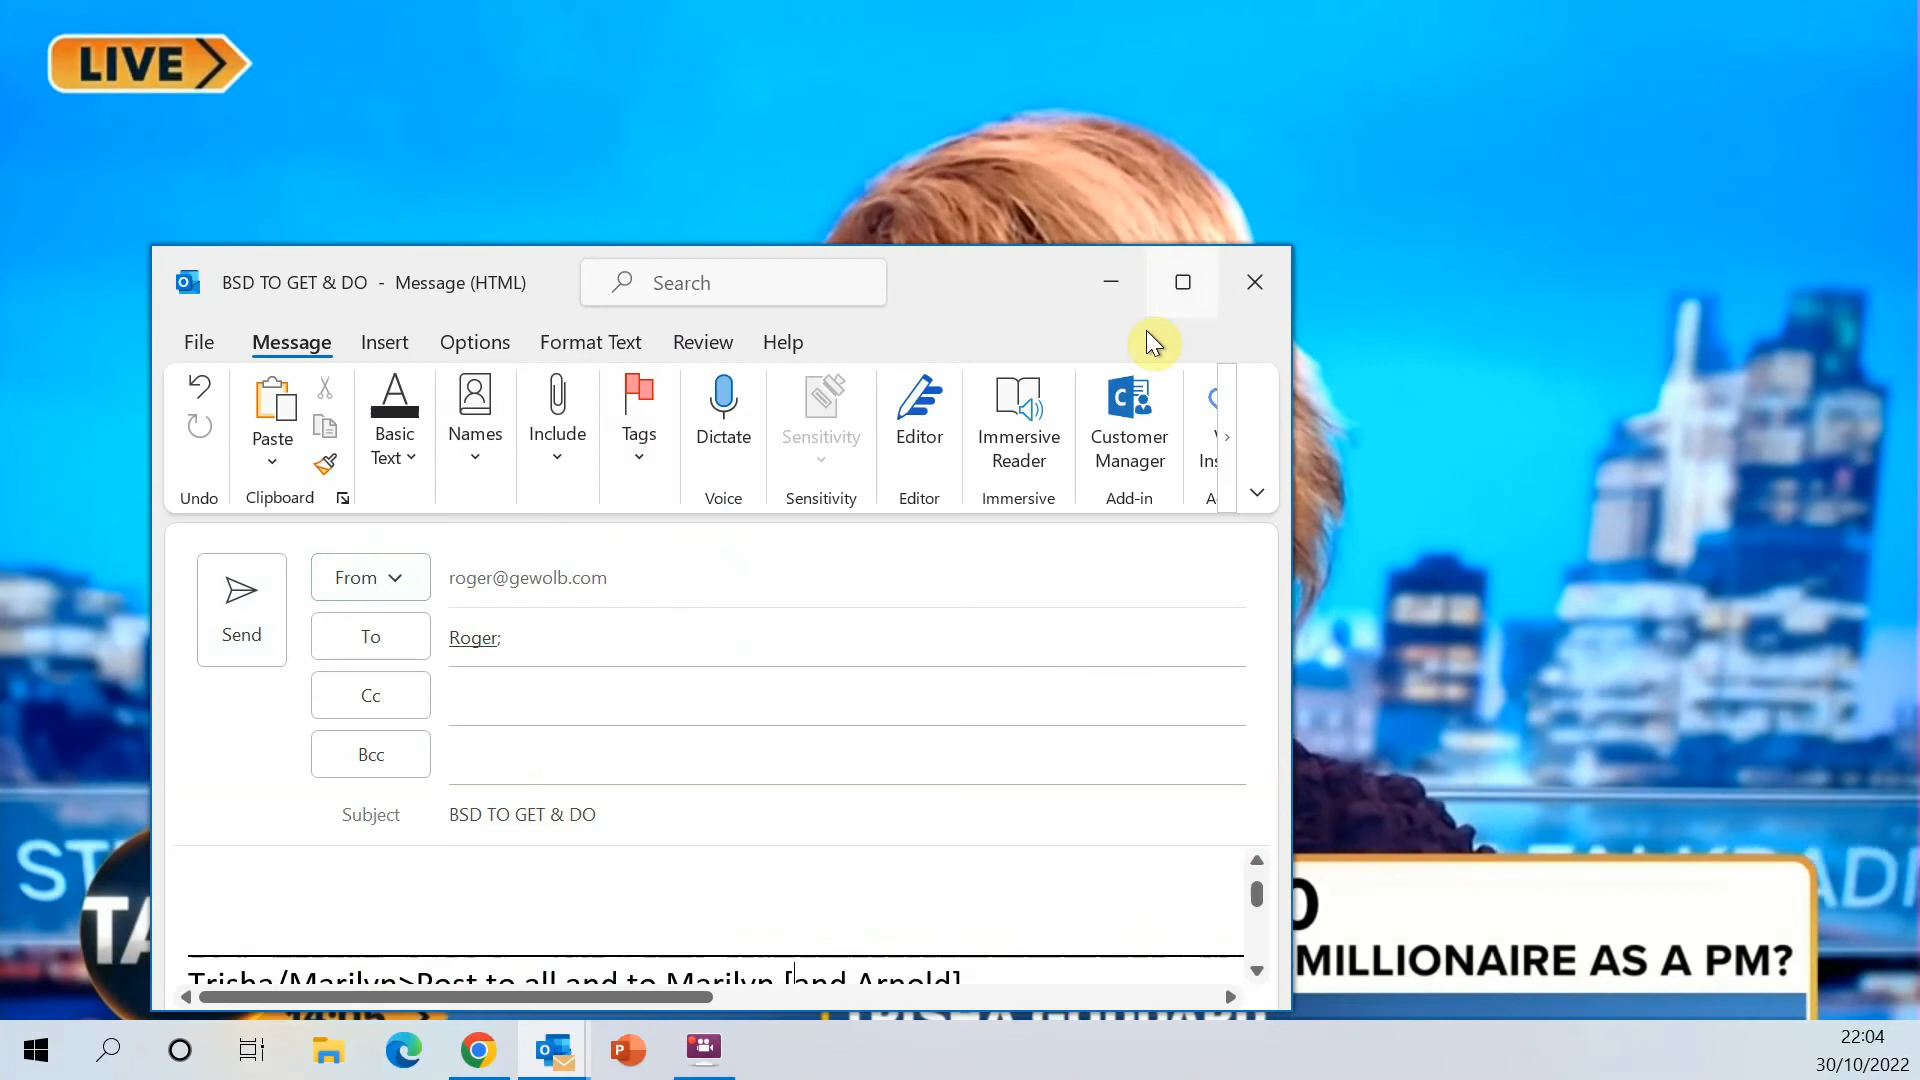 LIVE
BSD TO GET & DO - Message (HTML)
Search
File Message Insert Options Format Text Review Help
Paste
Basic Text
Names
Include
Tags
Dictate
Sensitivity
Editor
Immersive Reader
Customer Manager
Undo Clipboard Voice Sensitivity Editor Immersive Add-in
Send
From roger@gewolb.com
To Roger;
Cc
Bcc
Subject BSD TO GET & DO
Trisha/Marilyn>Post to all and to Marilyn [and Arnold]
MILLIONAIRE AS A PM?
TRISHA GODDARD
22:04
30/10/2022